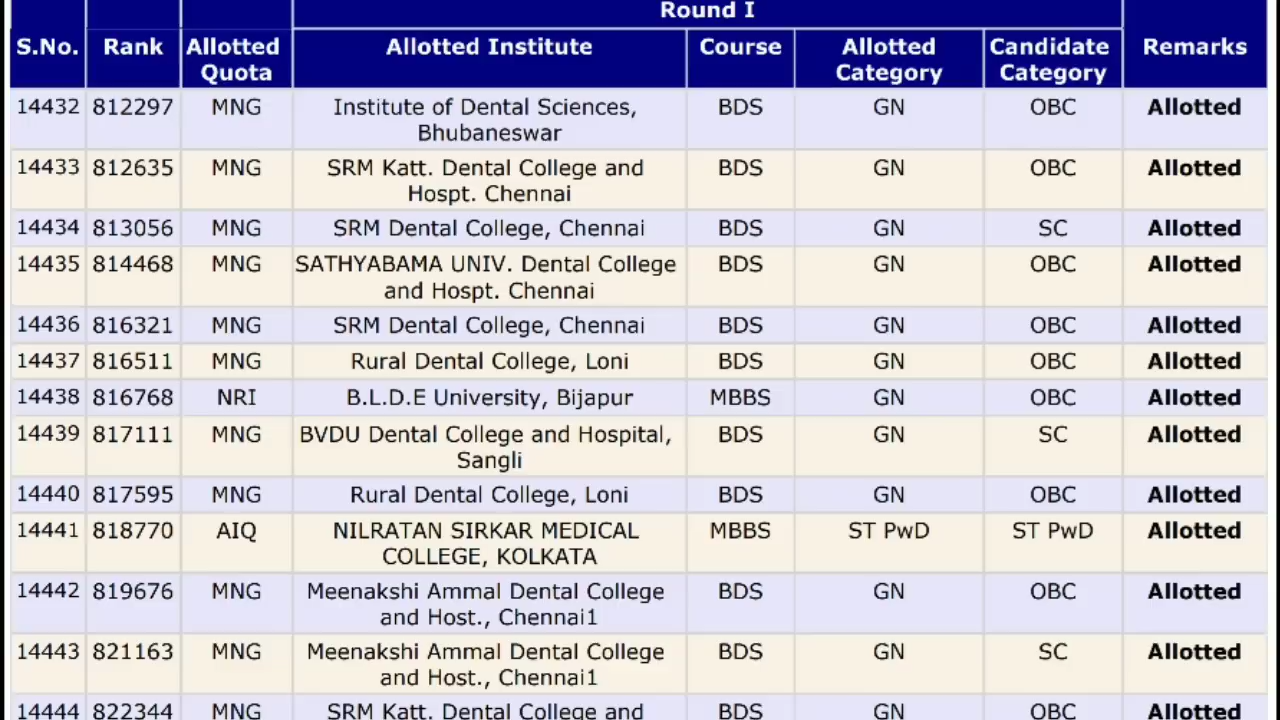 Round I
S.No. Rank Allotted Quota Allotted Institute Course Allotted Category Candidate Category Remarks
14432 812297 MNG Institute of Dental Sciences, Bhubaneswar BDS GN OBC Allotted
14433 812635 MNG SRM Katt. Dental College and Hospt. Chennai BDS GN OBC Allotted
14434 813056 MNG SRM Dental College, Chennai BDS GN SC Allotted
14435 814468 MNG SATHYABAMA UNIV. Dental College and Hospt. Chennai BDS GN OBC Allotted
14436 816321 MNG SRM Dental College, Chennai BDS GN OBC Allotted
14437 816511 MNG Rural Dental College, Loni BDS GN OBC Allotted
14438 816768 NRI B.L.D.E University, Bijapur MBBS GN OBC Allotted
14439 817111 MNG BVDU Dental College and Hospital, Sangli BDS GN SC Allotted
14440 817595 MNG Rural Dental College, Loni BDS GN OBC Allotted
14441 818770 AIQ NILRATAN SIRKAR MEDICAL COLLEGE, KOLKATA MBBS ST PwD ST PwD Allotted
14442 819676 MNG Meenakshi Ammal Dental College and Host., Chennai1 BDS GN OBC Allotted
14443 821163 MNG Meenakshi Ammal Dental College and Host., Chennai1 BDS GN SC Allotted
14444 822344 MNG SRM Katt. Dental College and BDS GN OBC Allotted